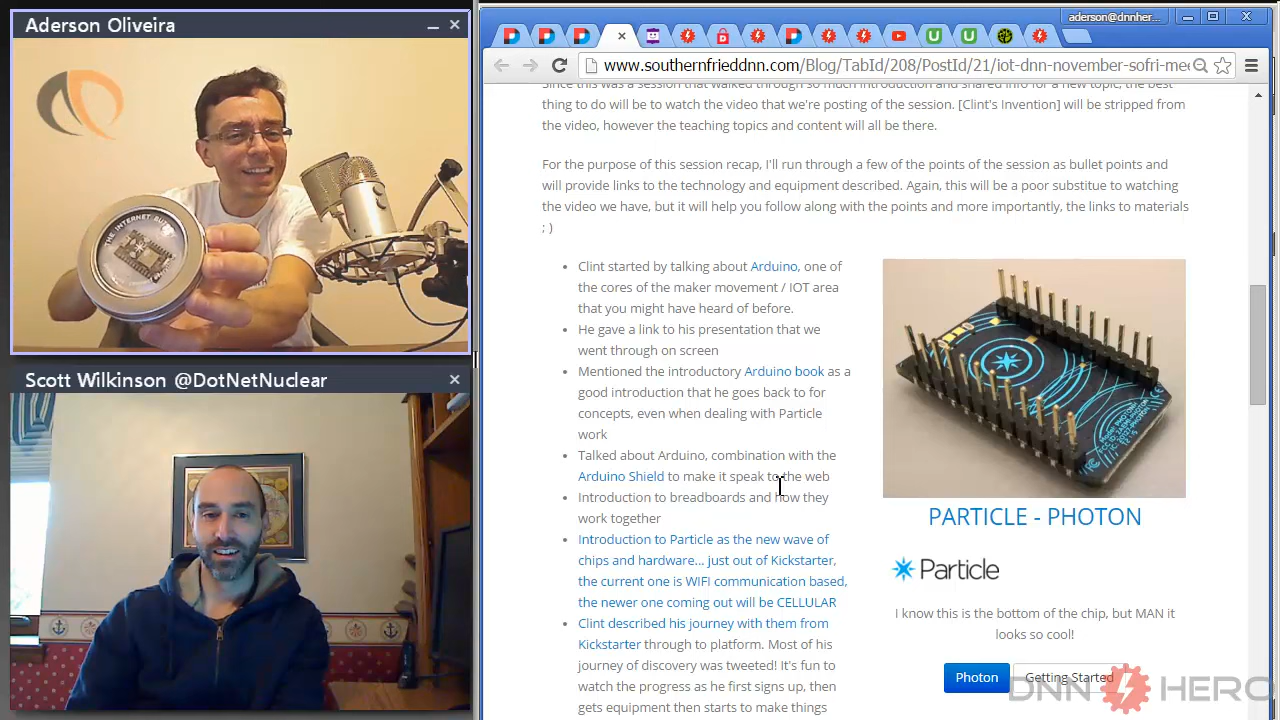 Aderson Oliveira
THE INTERNET BUTTON
Scott Wilkinson @DotNetNuclear
aderson@dnnher...
www.southernfrieddnn.com/Blog/TabId/208/PostId/21/iot-dnn-november-sofri-mee
Since this was a session that walked through so much introduction and shared info for a new topic, the best
thing to do will be to watch the video that we're posting of the session. [Clint's Invention] will be stripped from
the video, however the teaching topics and content will all be there.
For the purpose of this session recap, I'll run through a few of the points of the session as bullet points and
will provide links to the technology and equipment described. Again, this will be a poor substitue to watching
the video we have, but it will help you follow along with the points and more importantly, the links to materials
; )
• Clint started by talking about Arduino, one of
the cores of the maker movement / IOT area
that you might have heard of before.
• He gave a link to his presentation that we
went through on screen
• Mentioned the introductory Arduino book as a
good introduction that he goes back to for
concepts, even when dealing with Particle
work
• Talked about Arduino, combination with the
Arduino Shield to make it speak to the web
• Introduction to breadboards and how they
work together
• Introduction to Particle as the new wave of
chips and hardware... just out of Kickstarter,
the current one is WIFI communication based,
the newer one coming out will be CELLULAR
• Clint described his journey with them from
Kickstarter through to platform. Most of his
journey of discovery was tweeted! It's fun to
watch the progress as he first signs up, then
gets equipment then starts to make things
PARTICLE - PHOTON
Particle
I know this is the bottom of the chip, but MAN it
looks so cool!
Photon
Getting Started
DNN HERO